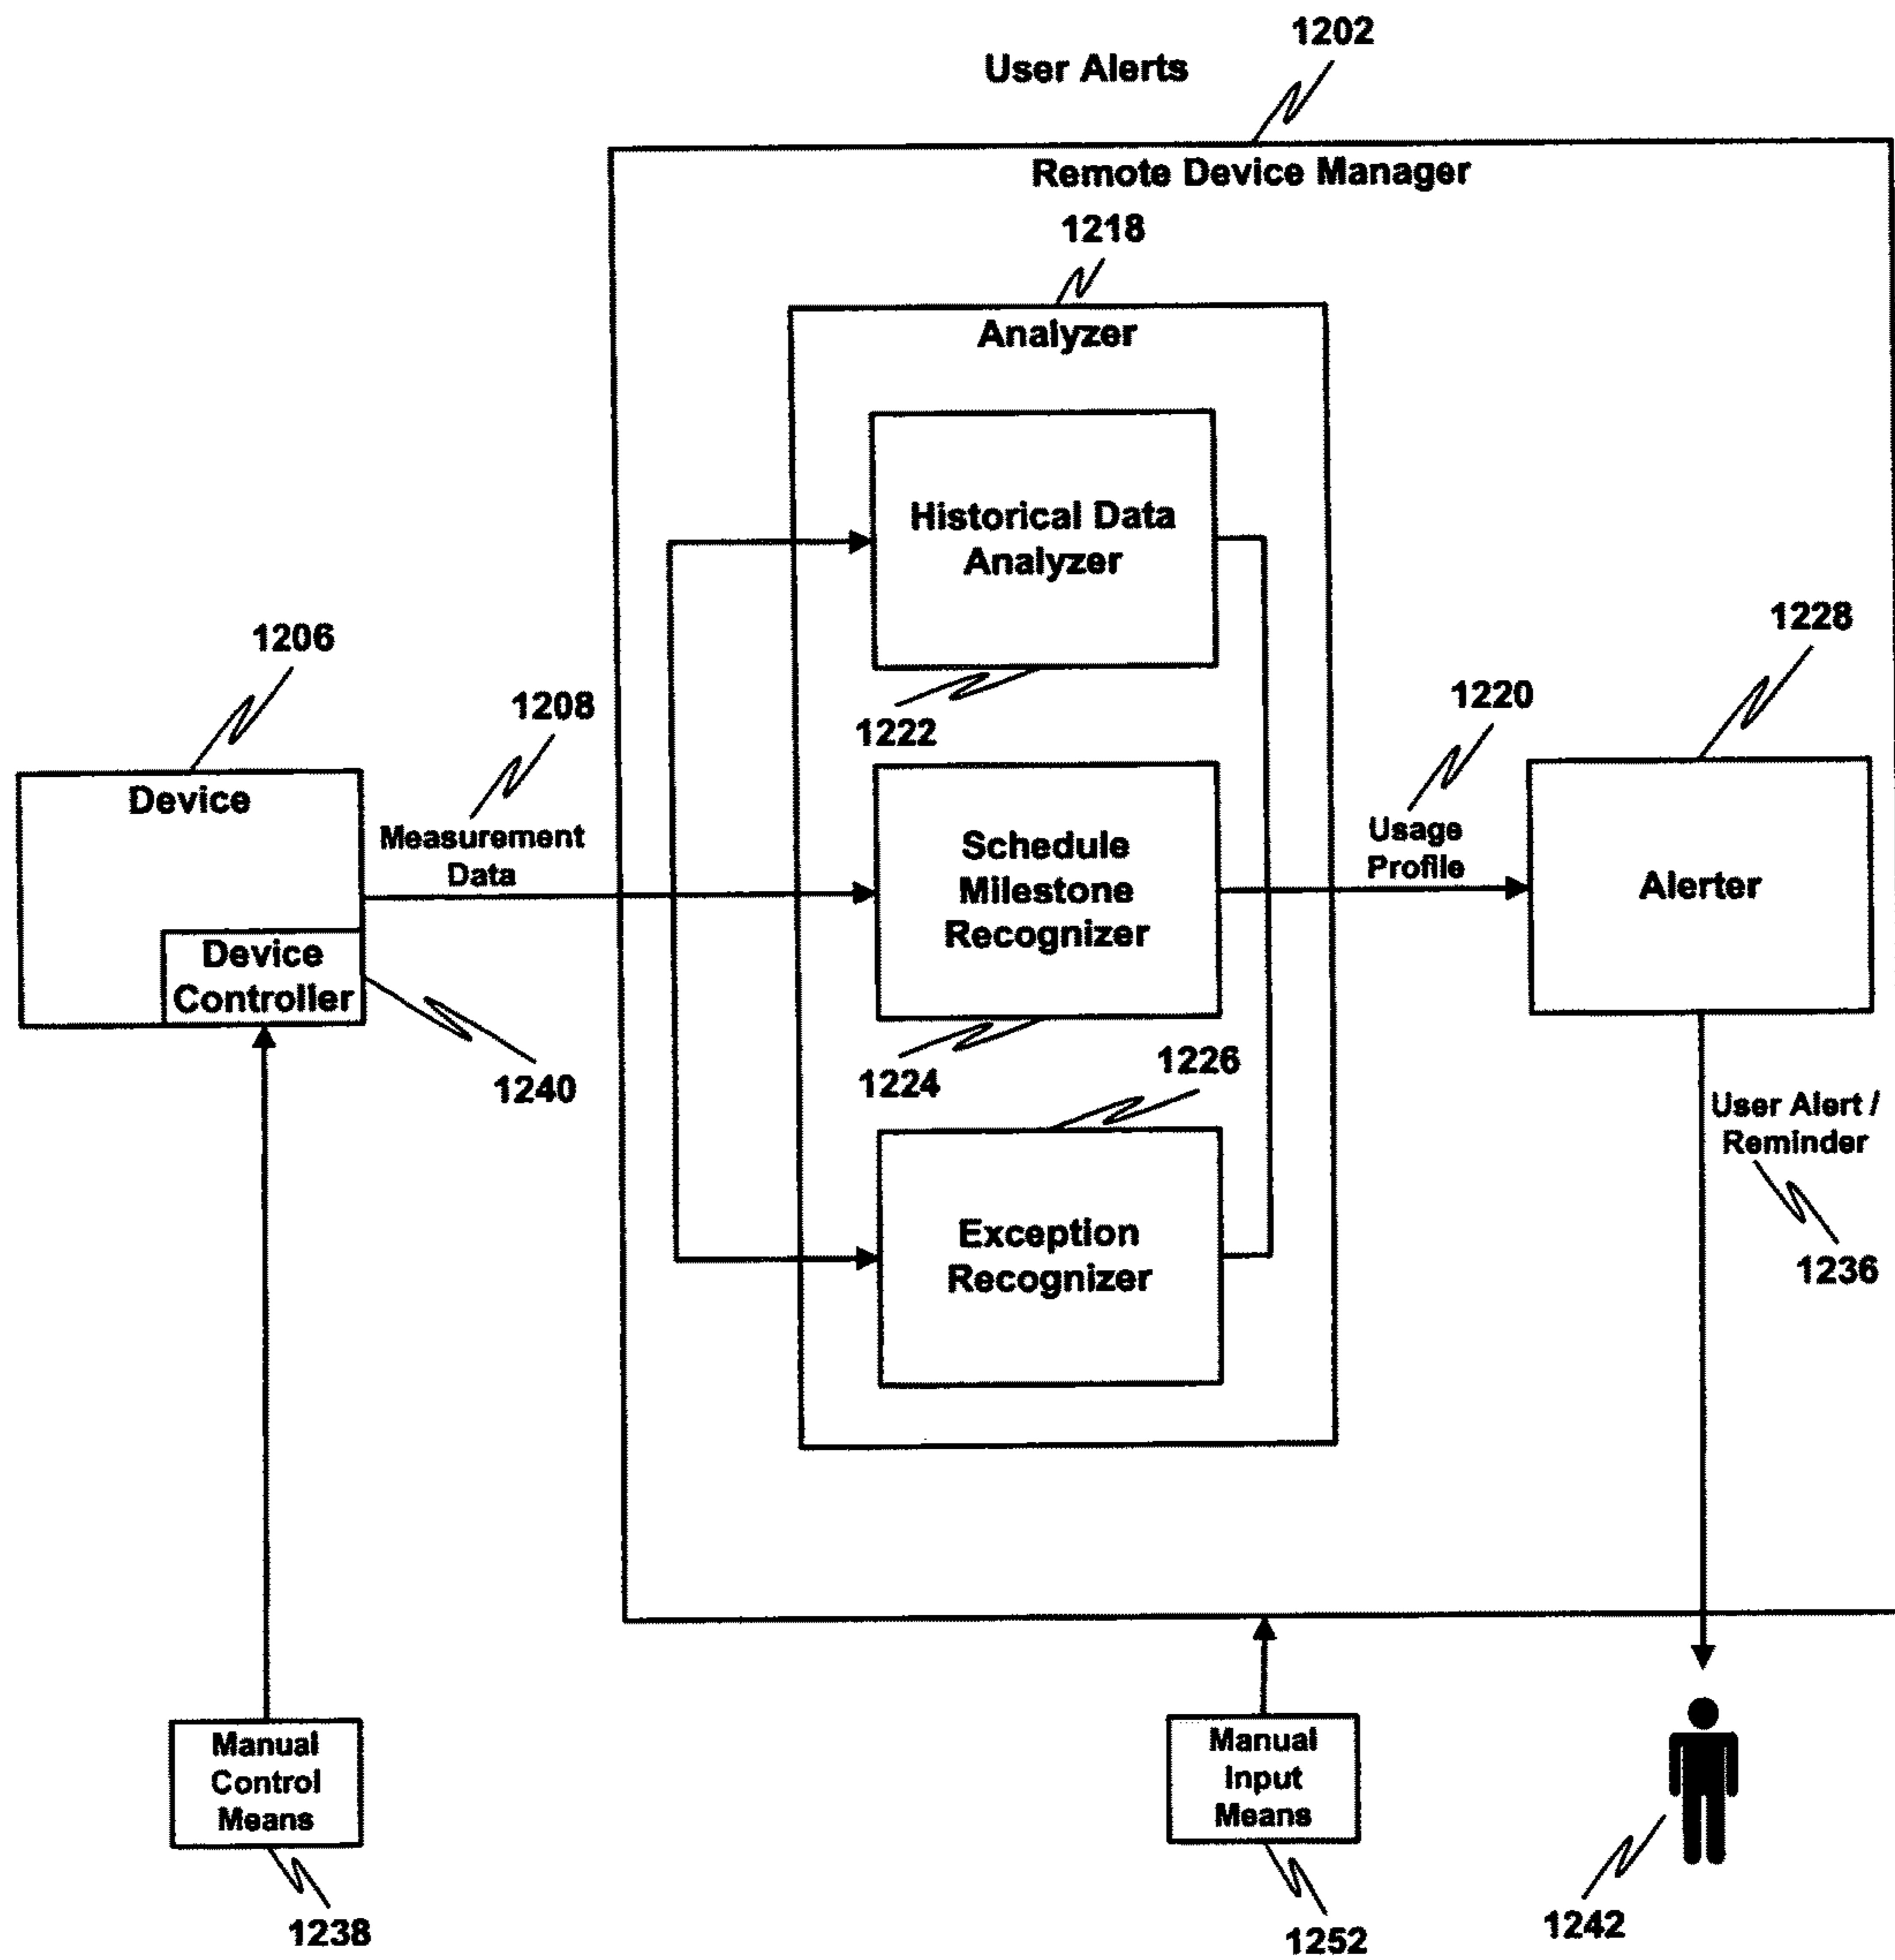 1202
User Alerts
Remote Device Manager
1218
Analyzer
Historical Data
Analyzer
1222
1206
Device
1208
Measurement
Data
Device
Controller
1240
Schedule
Milestone
Recognizer
1224
1226
Exception
Recognizer
1220
Usage
Profile
1228
Alerter
User Alert /
Reminder
1236
Manual
Control
Means
1238
Manual
Input
Means
1252
1242